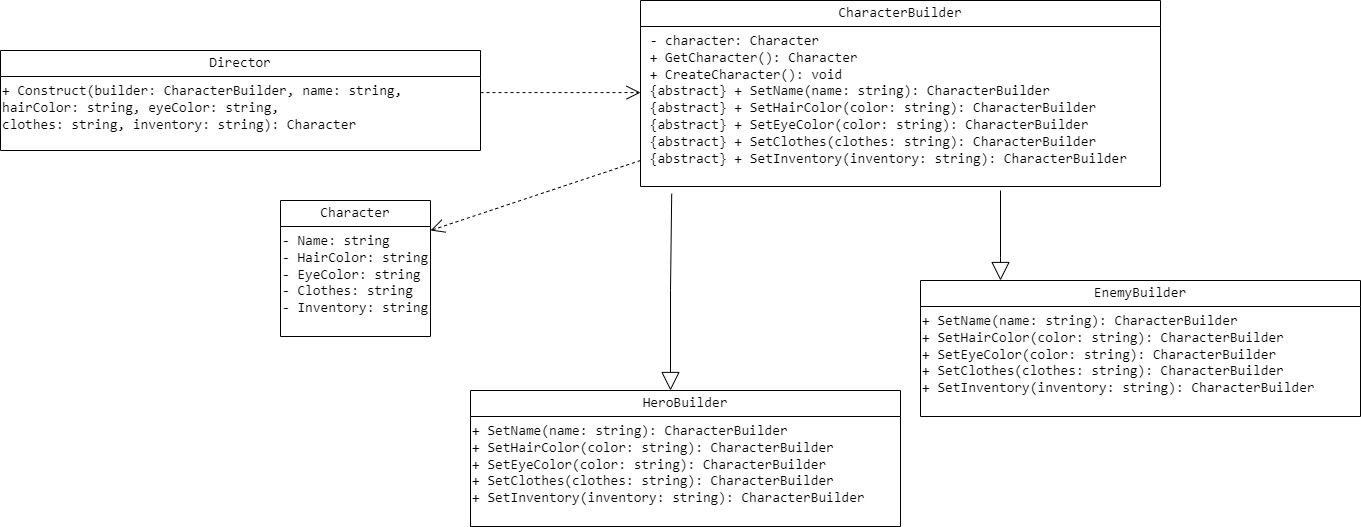 CharacterBuilder
- character: Character
+ GetCharacter(): Character
+ CreateCharacter(): void
{abstract} + SetName(name: string): CharacterBuilder
{abstract} + SetHairColor(color: string): CharacterBuilder
{abstract} + SetEyeColor(color: string): CharacterBuilder
{abstract} + SetClothes(clothes: string): CharacterBuilder
{abstract} + SetInventory(inventory: string): CharacterBuilder
Director
+ Construct(builder: CharacterBuilder, name: string,
hairColor: string, eyeColor: string,
clothes: string, inventory: string): Character
Character
- Name: string
- HairColor: string
- EyeColor: string
- Clothes: string
- Inventory: string
EnemyBuilder
+ SetName(name: string): CharacterBuilder
+ SetHairColor(color: string): CharacterBuilder
+ SetEyeColor(color: string): CharacterBuilder
+ SetClothes(clothes: string): CharacterBuilder
+ SetInventory(inventory: string): CharacterBuilder
HeroBuilder
+ SetName(name: string): CharacterBuilder
+ SetHairColor(color: string): CharacterBuilder
+ SetEyeColor(color: string): CharacterBuilder
+ SetClothes(clothes: string): CharacterBuilder
+ SetInventory(inventory: string): CharacterBuilder